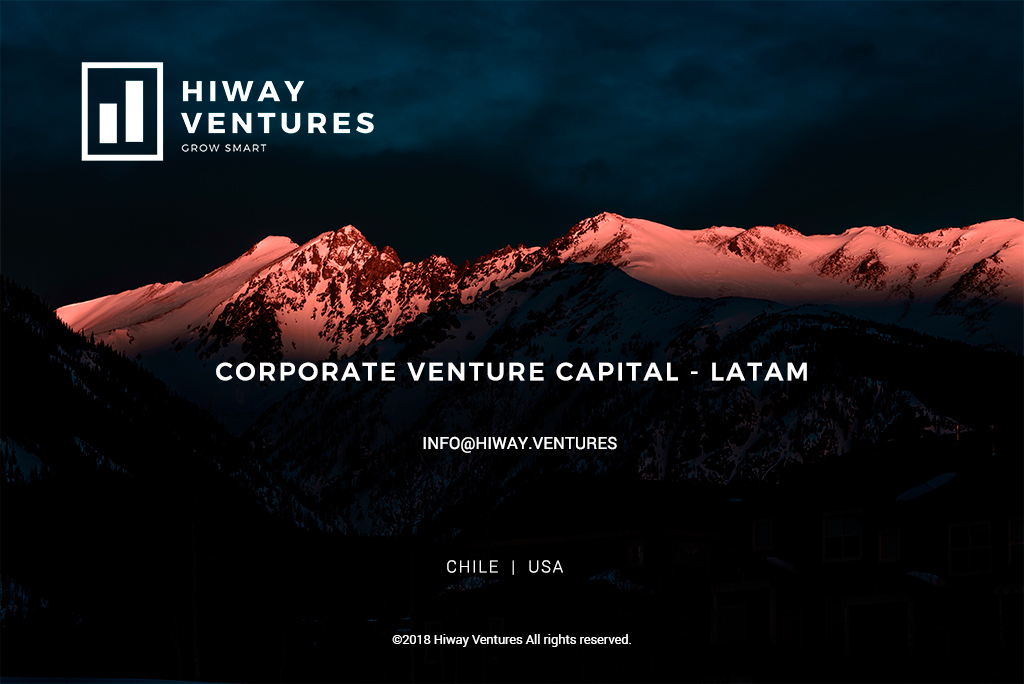 HIWAY
VENTURES
GROW SMART
CORPORATE VENTURE CAPITAL - LATAM
INFO@HIWAY.VENTURES
CHILE | USA
©2018 Hiway Ventures All rights reserved.